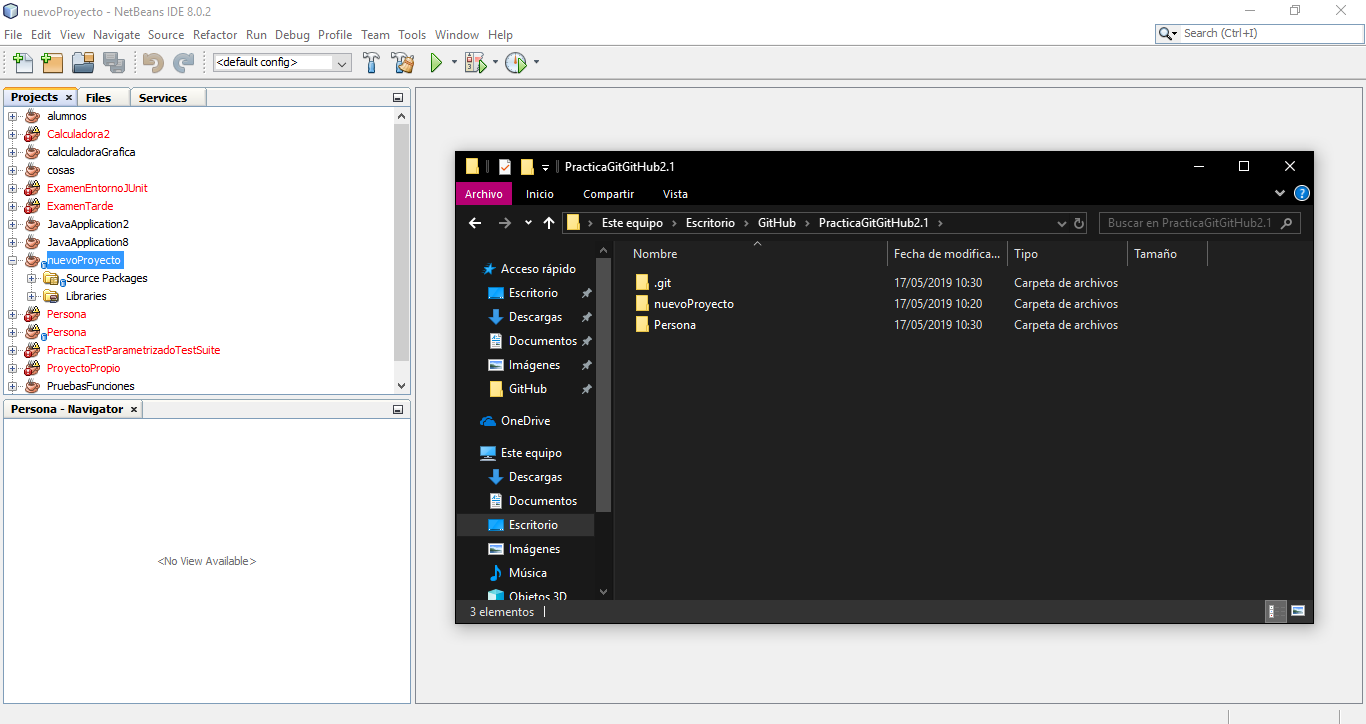 nuevoProyecto - NetBeans IDE 8.0.2
File Edit View Navigate Source Refactor Run Debug Profile Team Tools Window Help
Search (Ctrl+I)
<default config>
Projects × Files Services
alumnos
Calculadora2
calculadoraGrafica
cosas
ExamenEntornoJUnit
ExamenTarde
JavaApplication2
JavaApplication8
nuevoProyecto
Source Packages
Libraries
Persona
Persona
PracticaTestParametrizadoTestSuite
ProyectoPropio
PruebasFunciones
Persona - Navigator ×
<No View Available>
PracticaGitGitHub2.1
Archivo Inicio Compartir Vista
Este equipo › Escritorio › GitHub › PracticaGitGitHub2.1 ›
Buscar en PracticaGitGitHub2.1
Acceso rápido
Escritorio
Descargas
Documentos
Imágenes
GitHub
OneDrive
Este equipo
Descargas
Documentos
Escritorio
Imágenes
Música
Objetos 3D
Nombre Fecha de modifica... Tipo Tamaño
.git 17/05/2019 10:30 Carpeta de archivos
nuevoProyecto 17/05/2019 10:20 Carpeta de archivos
Persona 17/05/2019 10:30 Carpeta de archivos
3 elementos